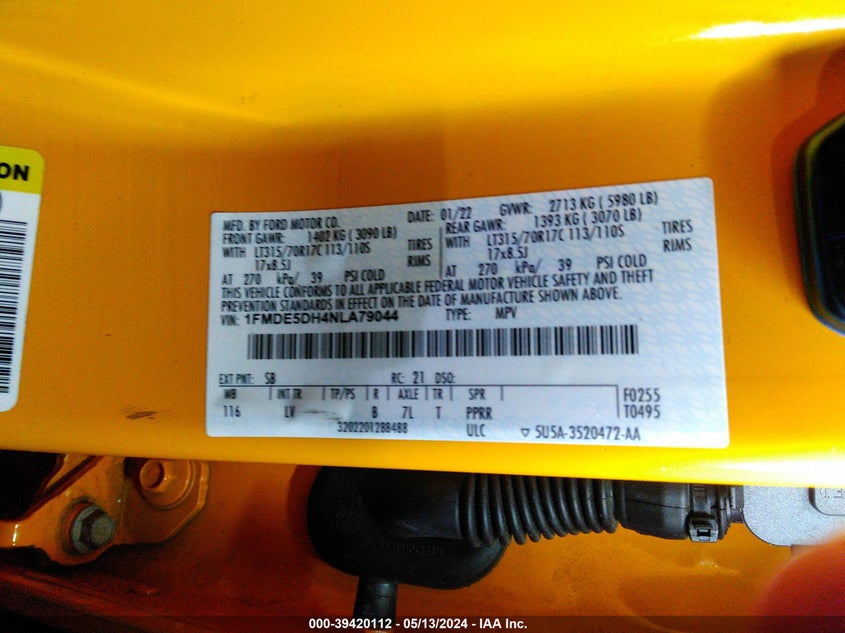 ON
MFD. BY FORD MOTOR CO.
DATE: 01/22 GVWR: 2713 KG ( 5980 LB)
FRONT GAWR: 1402 KG ( 3090 LB)
WITH LT315/70R17C 113/110S TIRES
17x8.5J RIMS
AT 270 kPa/ 39 PSI COLD
REAR GAWR: 1393 KG ( 3070 LB)
WITH LT315/70R17C 113/110S TIRES
17x8.5J RIMS
AT 270 kPa/ 39 PSI COLD
THIS VEHICLE CONFORMS TO ALL APPLICABLE FEDERAL MOTOR VEHICLE SAFETY AND THEFT
PREVENTION STANDARDS IN EFFECT ON THE DATE OF MANUFACTURE SHOWN ABOVE.
VIN: 1FMDE5DH4NLA79044 TYPE: MPV
EXT PNT: SB RC: 21 DSO:
WB INT TR TP/PS R AXLE TR SPR F0255
116 LV B 7L T PPRR T0495
3202201288488 ULC 5U5A-3520472-AA
000-39420112 - 05/13/2024 - IAA Inc.